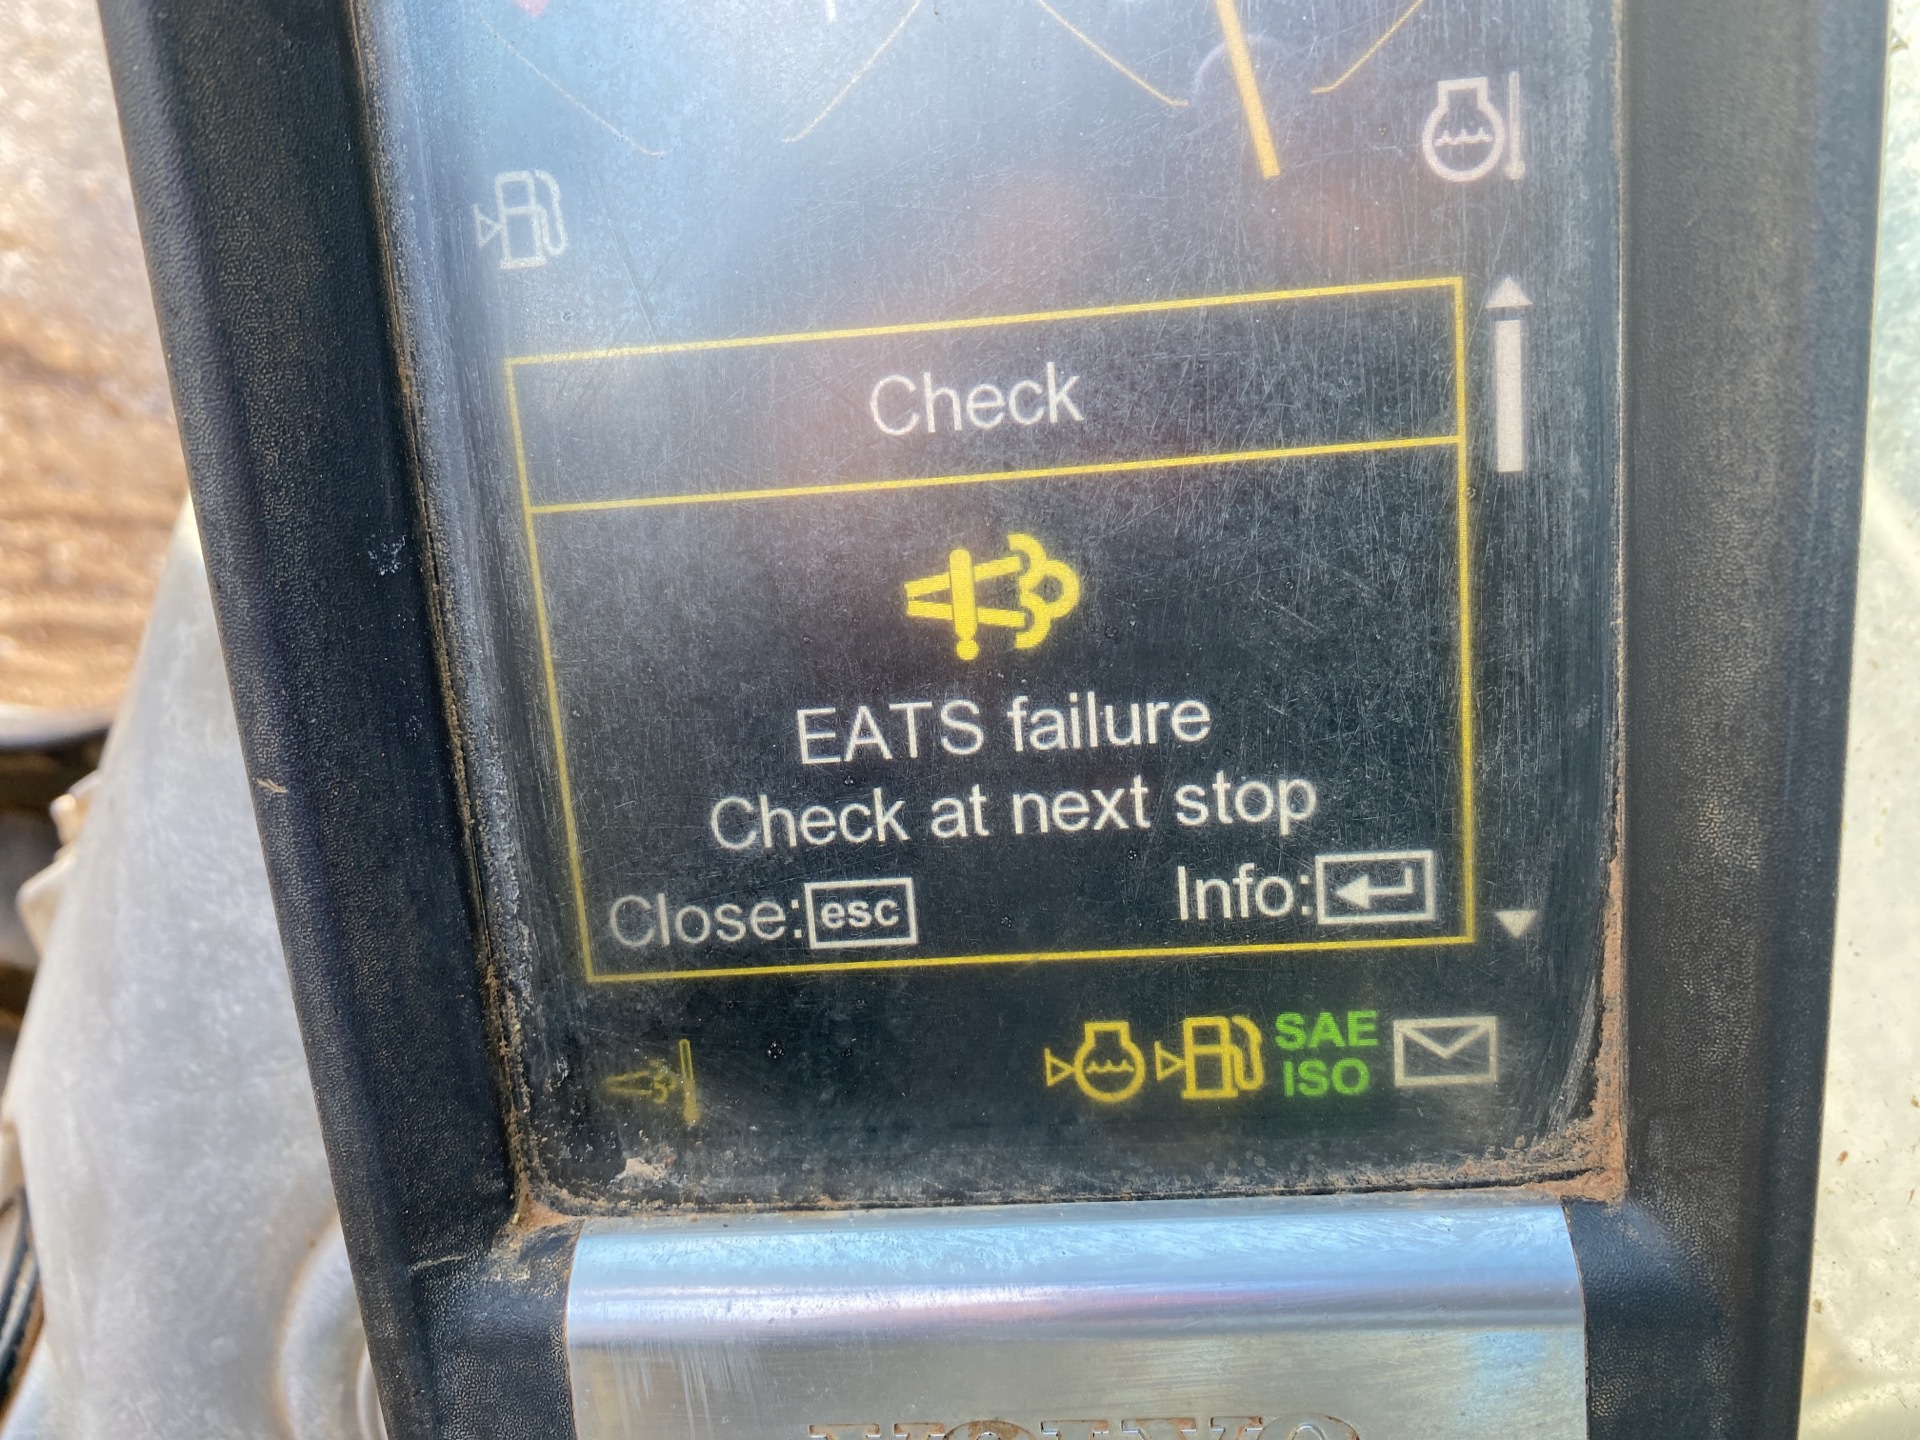 Check
EATS failure
Check at next stop
Close: esc
Info:
SAE
ISO